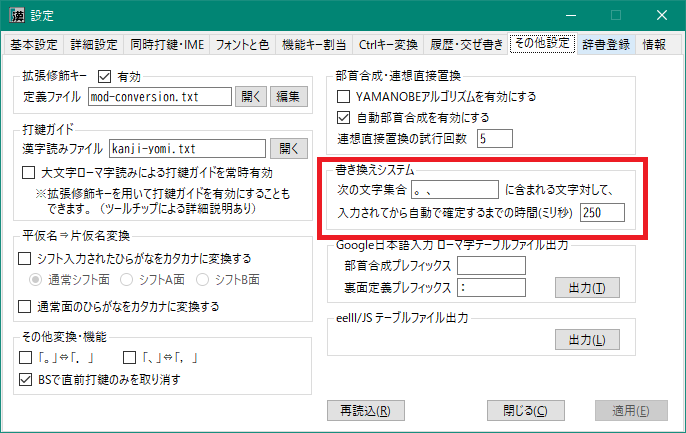 設定
基本設定 詳細設定 同時打鍵・IME フォントと色 機能キー割当 Ctrlキー変換 履歴・交ぜ書き その他設定 辞書登録 情報
拡張修飾キー 有効
定義ファイル mod-conversion.txt 開く 編集
打鍵ガイド
漢字読みファイル kanji-yomi.txt 開く
大文字ローマ字読みによる打鍵ガイドを常時有効
※拡張修飾キーを用いて打鍵ガイドを有効にすることも
できます。（ツールチップによる詳細説明あり）
平仮名⇒片仮名変換
シフト入力されたひらがなをカタカナに変換する
通常シフト面 シフトA面 シフトB面
通常面のひらがなをカタカナに変換する
その他変換・機能
「。」⇔「．」 「、」⇔「，」
BSで直前打鍵のみを取り消す
部首合成・連想直接置換
YAMANOBEアルゴリズムを有効にする
自動部首合成を有効にする
連想直接置換の試行回数 5
書き換えシステム
次の文字集合 。、 に含まれる文字対して、
入力されてから自動で確定するまでの時間(ミリ秒) 250
Google日本語入力 ローマ字テーブルファイル出力
部首合成プレフィックス
裏面定義プレフィックス : 出力(T)
eelll/JS テーブルファイル出力
出力(L)
再読込(R) 閉じる(C) 適用(E)